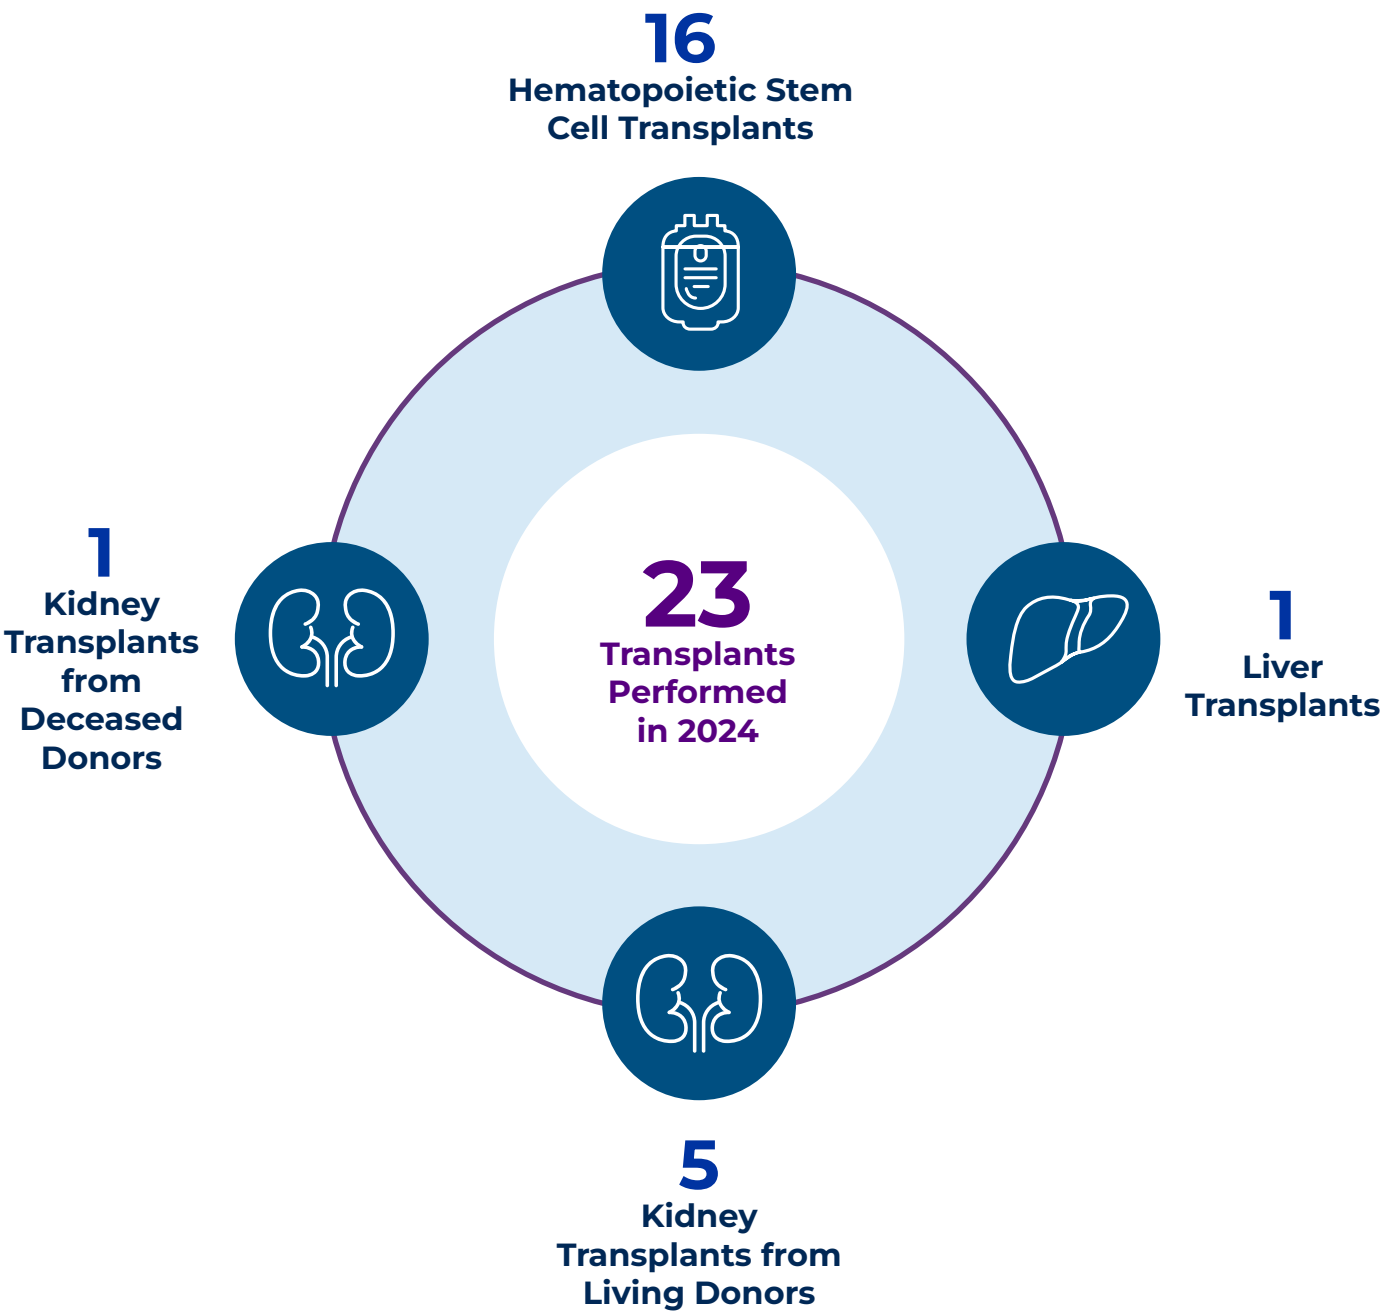 16
Hematopoietic Stem
Cell Transplants
1
Kidney
Transplants
from
Deceased
Donors
23
Transplants
Performed
in 2024
1
Liver
Transplants
5
Kidney
Transplants from
Living Donors